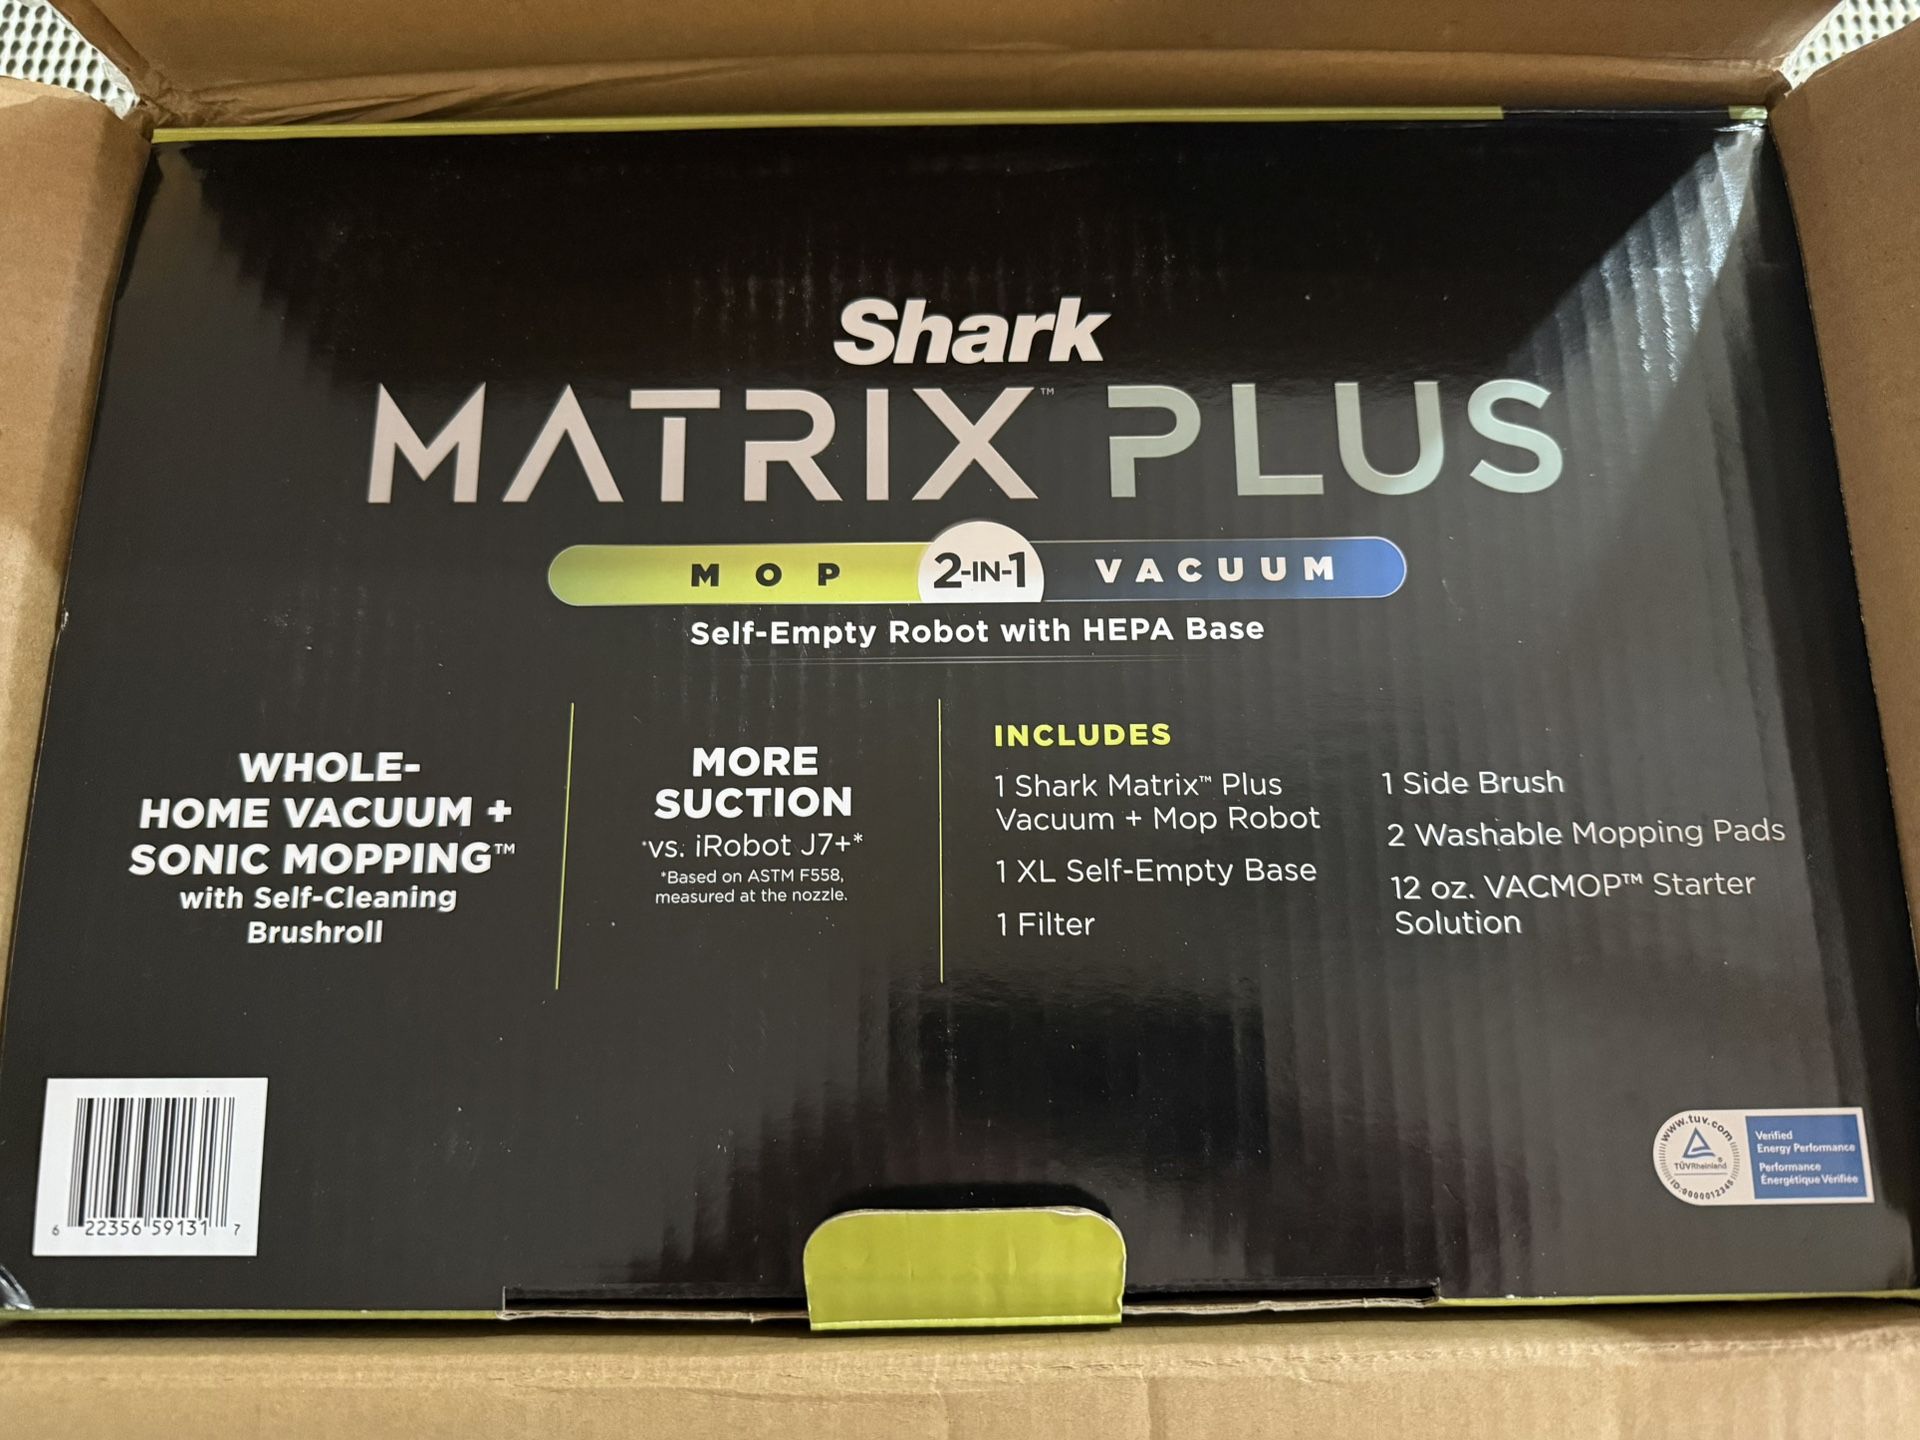 Shark
MATRIX™ PLUS
MOP 2-IN-1 VACUUM
Self-Empty Robot with HEPA Base
WHOLE-
HOME VACUUM +
SONIC MOPPING™
with Self-Cleaning
Brushroll
MORE
SUCTION
*vs. iRobot J7+*
*Based on ASTM F558,
measured at the nozzle.
INCLUDES
1 Shark Matrix™ Plus
Vacuum + Mop Robot
1 XL Self-Empty Base
1 Filter
1 Side Brush
2 Washable Mopping Pads
12 oz. VACMOP™ Starter
Solution
6 22356 59131 7
www.tuv.com
TÜVRheinland®
ID:0000012345
Verified
Energy Performance
Performance
Énergétique Vérifiée